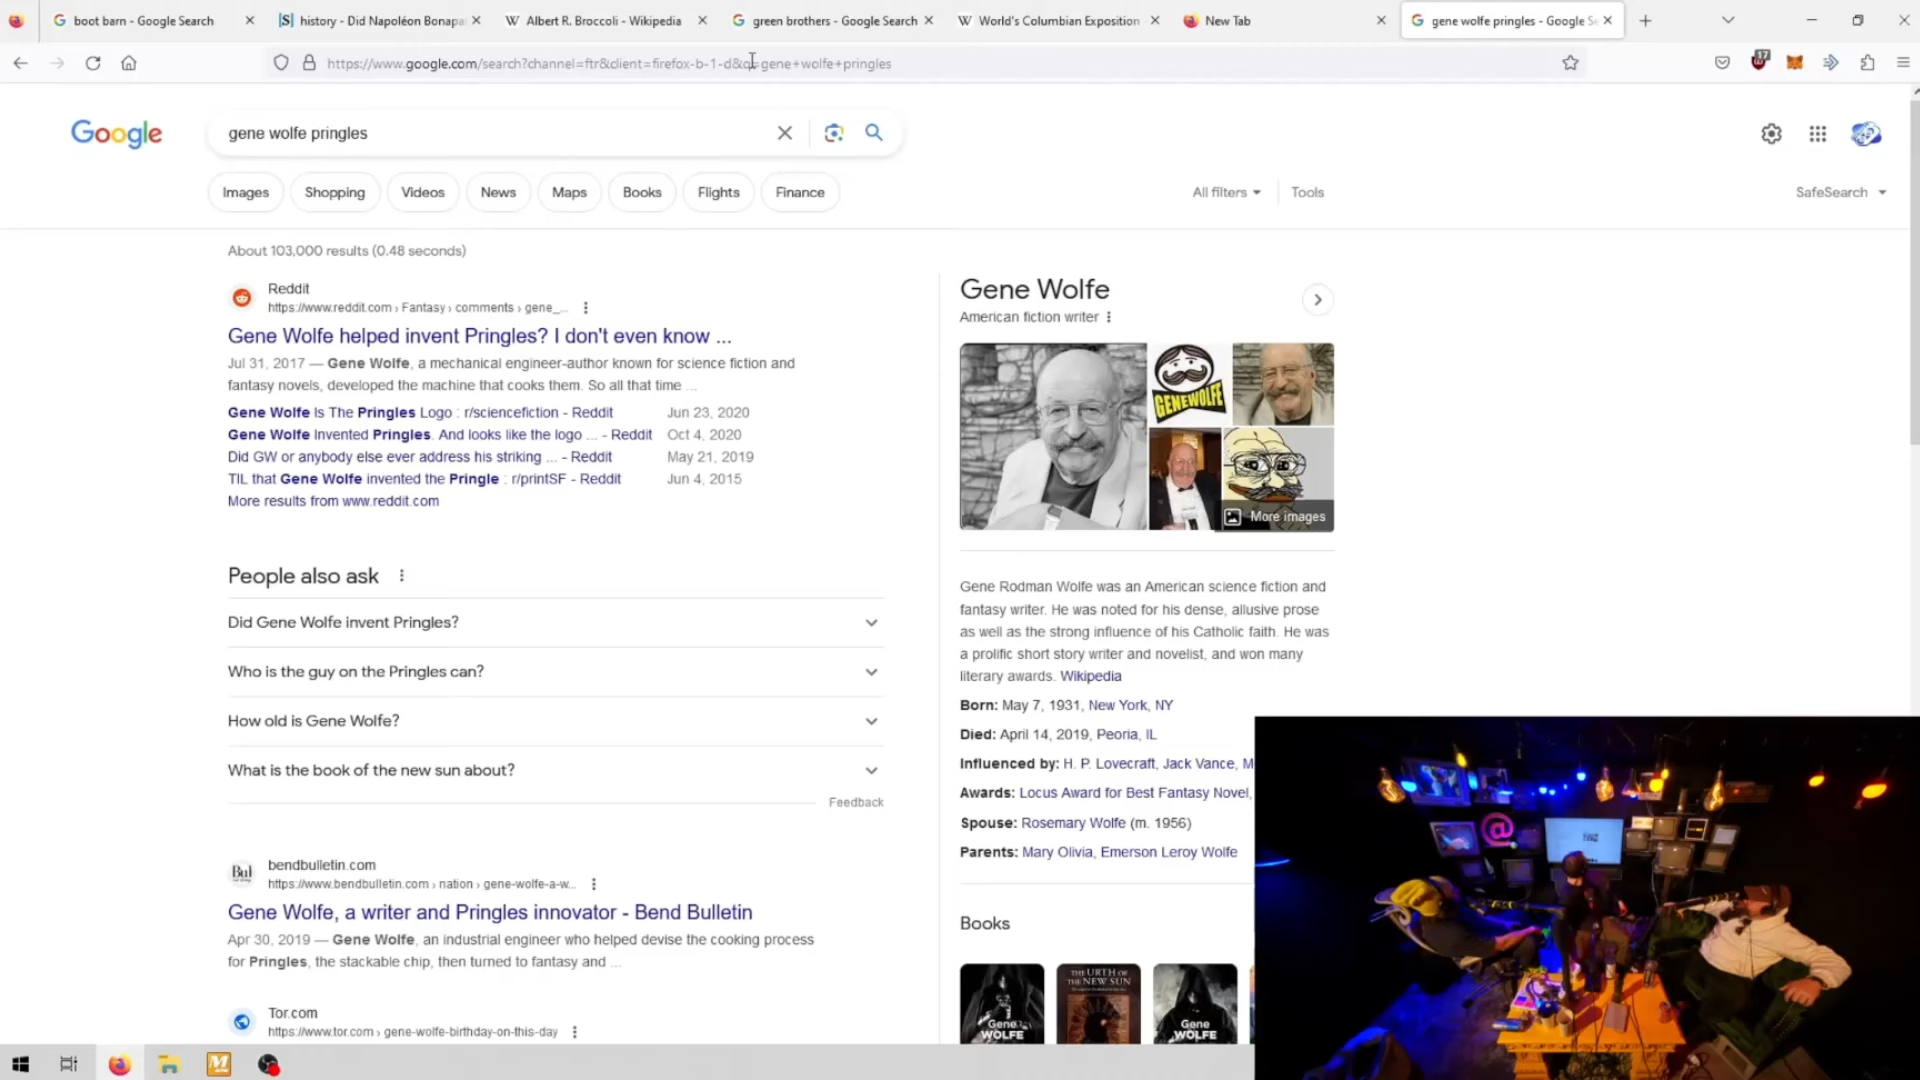 boot barn - Google Search
history - Did Napoléon Bonapa
Albert R. Broccoli - Wikipedia
green brothers - Google Search
World's Columbian Exposition
New Tab
gene wolfe pringles - Google Se
https://www.google.com/search?channel=ftr&client=firefox-b-1-d&q=gene+wolfe+pringles
17
Google
gene wolfe pringles
Images
Shopping
Videos
News
Maps
Books
Flights
Finance
All filters
Tools
SafeSearch
About 103,000 results (0.48 seconds)
Reddit
https://www.reddit.com › Fantasy › comments › gene_...
Gene Wolfe helped invent Pringles? I don't even know ...
Jul 31, 2017 — Gene Wolfe, a mechanical engineer-author known for science fiction and
fantasy novels, developed the machine that cooks them. So all that time ...
Gene Wolfe Is The Pringles Logo : r/sciencefiction - Reddit Jun 23, 2020
Gene Wolfe Invented Pringles. And looks like the logo ... - Reddit Oct 4, 2020
Did GW or anybody else ever address his striking ... - Reddit May 21, 2019
TIL that Gene Wolfe invented the Pringle : r/printSF - Reddit Jun 4, 2015
More results from www.reddit.com
People also ask
Did Gene Wolfe invent Pringles?
Who is the guy on the Pringles can?
How old is Gene Wolfe?
What is the book of the new sun about?
Feedback
Bul
bendbulletin.com
https://www.bendbulletin.com › nation › gene-wolfe-a-w...
Gene Wolfe, a writer and Pringles innovator - Bend Bulletin
Apr 30, 2019 — Gene Wolfe, an industrial engineer who helped devise the cooking process
for Pringles, the stackable chip, then turned to fantasy and ...
Tor.com
https://www.tor.com › gene-wolfe-birthday-on-this-day
Gene Wolfe
American fiction writer
GENEWOLFE
More images
Gene Rodman Wolfe was an American science fiction and
fantasy writer. He was noted for his dense, allusive prose
as well as the strong influence of his Catholic faith. He was
a prolific short story writer and novelist, and won many
literary awards. Wikipedia
Born: May 7, 1931, New York, NY
Died: April 14, 2019, Peoria, IL
Influenced by: H. P. Lovecraft, Jack Vance, M
Awards: Locus Award for Best Fantasy Novel,
Spouse: Rosemary Wolfe (m. 1956)
Parents: Mary Olivia, Emerson Leroy Wolfe
Books
Gene
WOLFE
THE URTH OF
THE NEW SUN
Gene
WOLFE
@